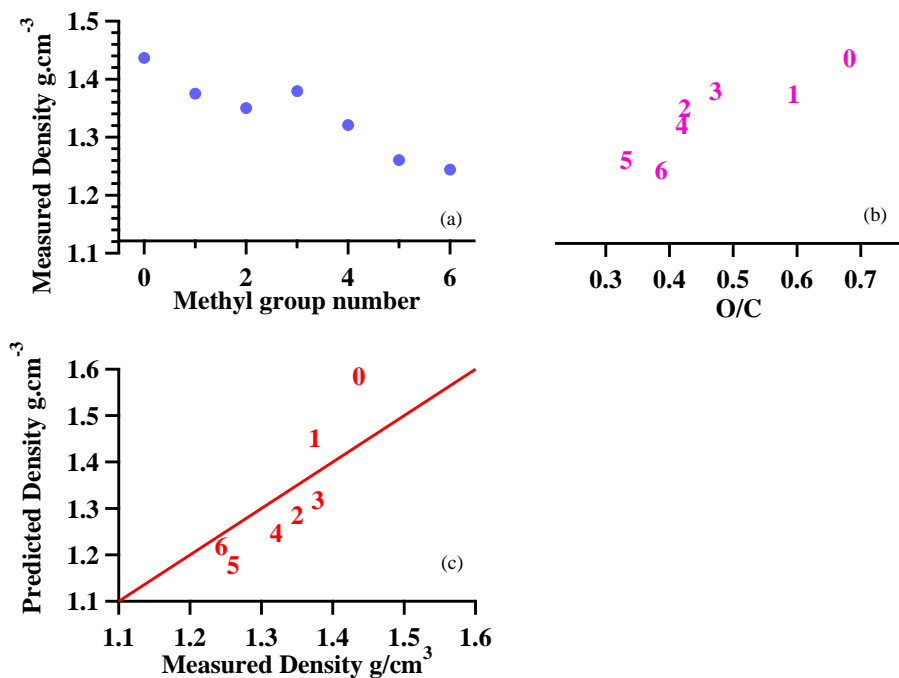 1.5
1.4
1.3
1.2
1.1
Measured Density g.cm-3
0
2
4
6
Methyl group number
(a)
0
1
3
2
4
5
6
(b)
0.3 0.4 0.5 0.6 0.7
O/C
1.6
1.5
1.4
1.3
1.2
1.1
Predicted Density g.cm-3
0
1
3
2
4
6
5
(c)
1.1 1.2 1.3 1.4 1.5 1.6
Measured Density g/cm3